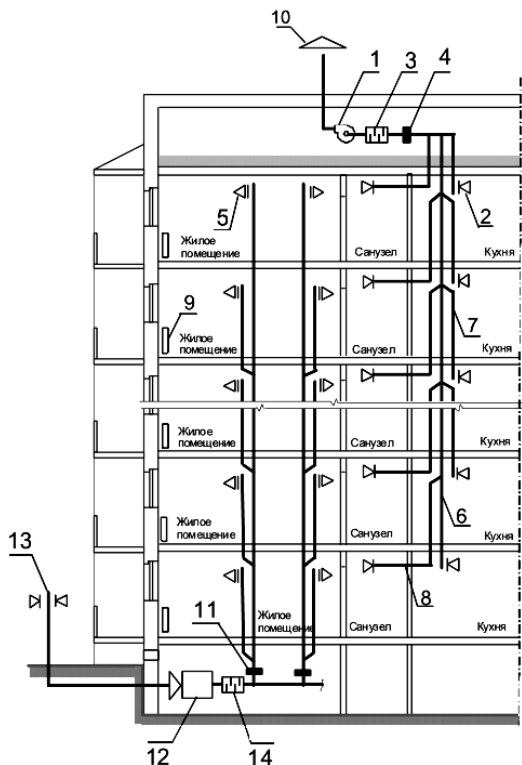 10
1
3
4
5
2
Жилое
помещение
Санузел
Кухня
9
7
Жилое
помещение
Санузел
Кухня
Жилое
помещение
Санузел
Кухня
Жилое
помещение
Санузел
6
Кухня
13
8
11
Жилое
помещение
Санузел
Кухня
12
14